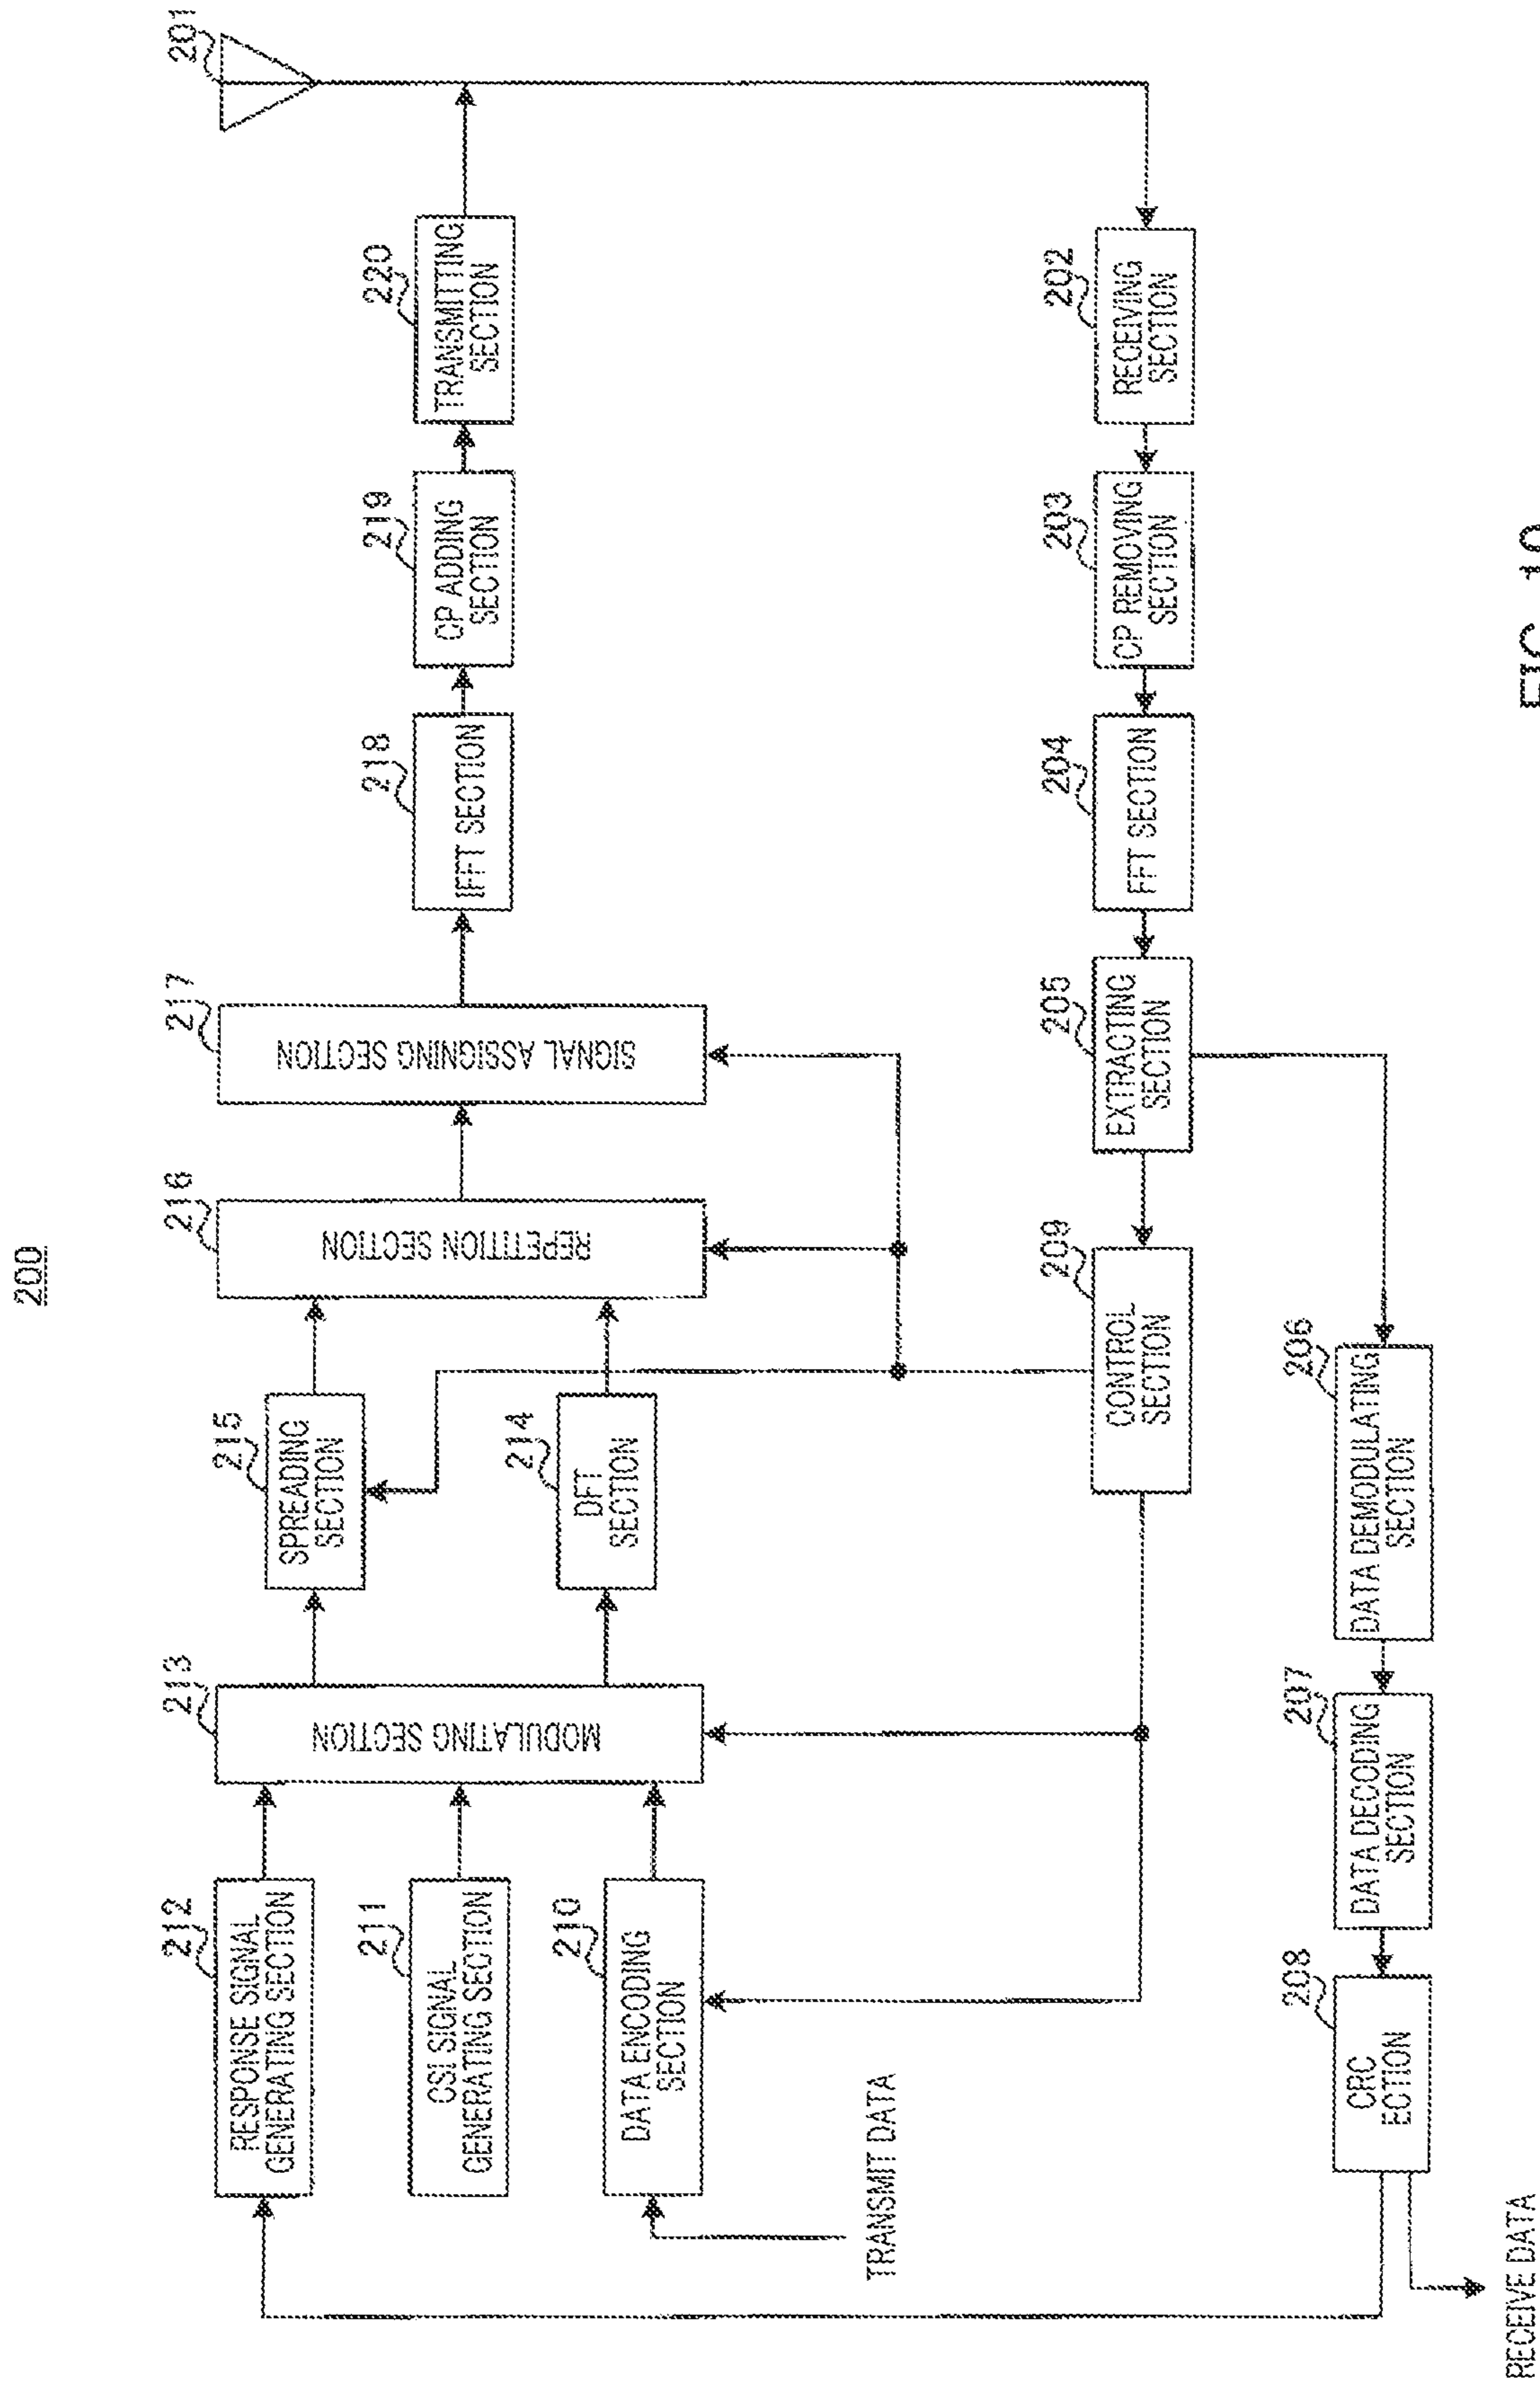 200
212
RESPONSE SIGNAL
GENERATING SECTION
211
CSI SIGNAL
GENERATING SECTION
210
DATA ENCODING
SECTION
TRANSMIT DATA
213
MODULATING SECTION
215
SPREADING
SECTION
214
DFT
SECTION
216
REPETITION SECTION
217
SIGNAL ASSIGNING SECTION
218
IFFT SECTION
219
CP ADDING
SECTION
220
TRANSMITTING
SECTION
201
202
RECEIVING
SECTION
203
CP REMOVING
SECTION
204
FFT SECTION
205
EXTRACTING
SECTION
209
CONTROL
SECTION
206
DATA DEMODULATING
SECTION
207
DATA DECODING
SECTION
208
CRC
ECTION
RECEIVE DATA